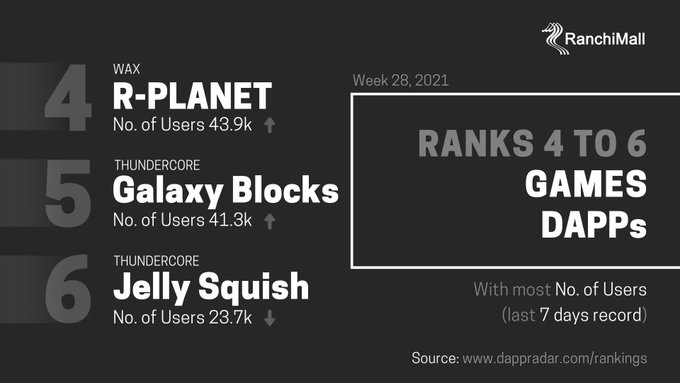 RanchiMall
4
WAX
R-PLANET
No. of Users 43.9k ↑
5
THUNDERCORE
Galaxy Blocks
No. of Users 41.3k ↑
6
THUNDERCORE
Jelly Squish
No. of Users 23.7k ↓
Week 28, 2021
RANKS 4 TO 6
GAMES
DAPPs
With most No. of Users
(last 7 days record)
Source: www.dappradar.com/rankings